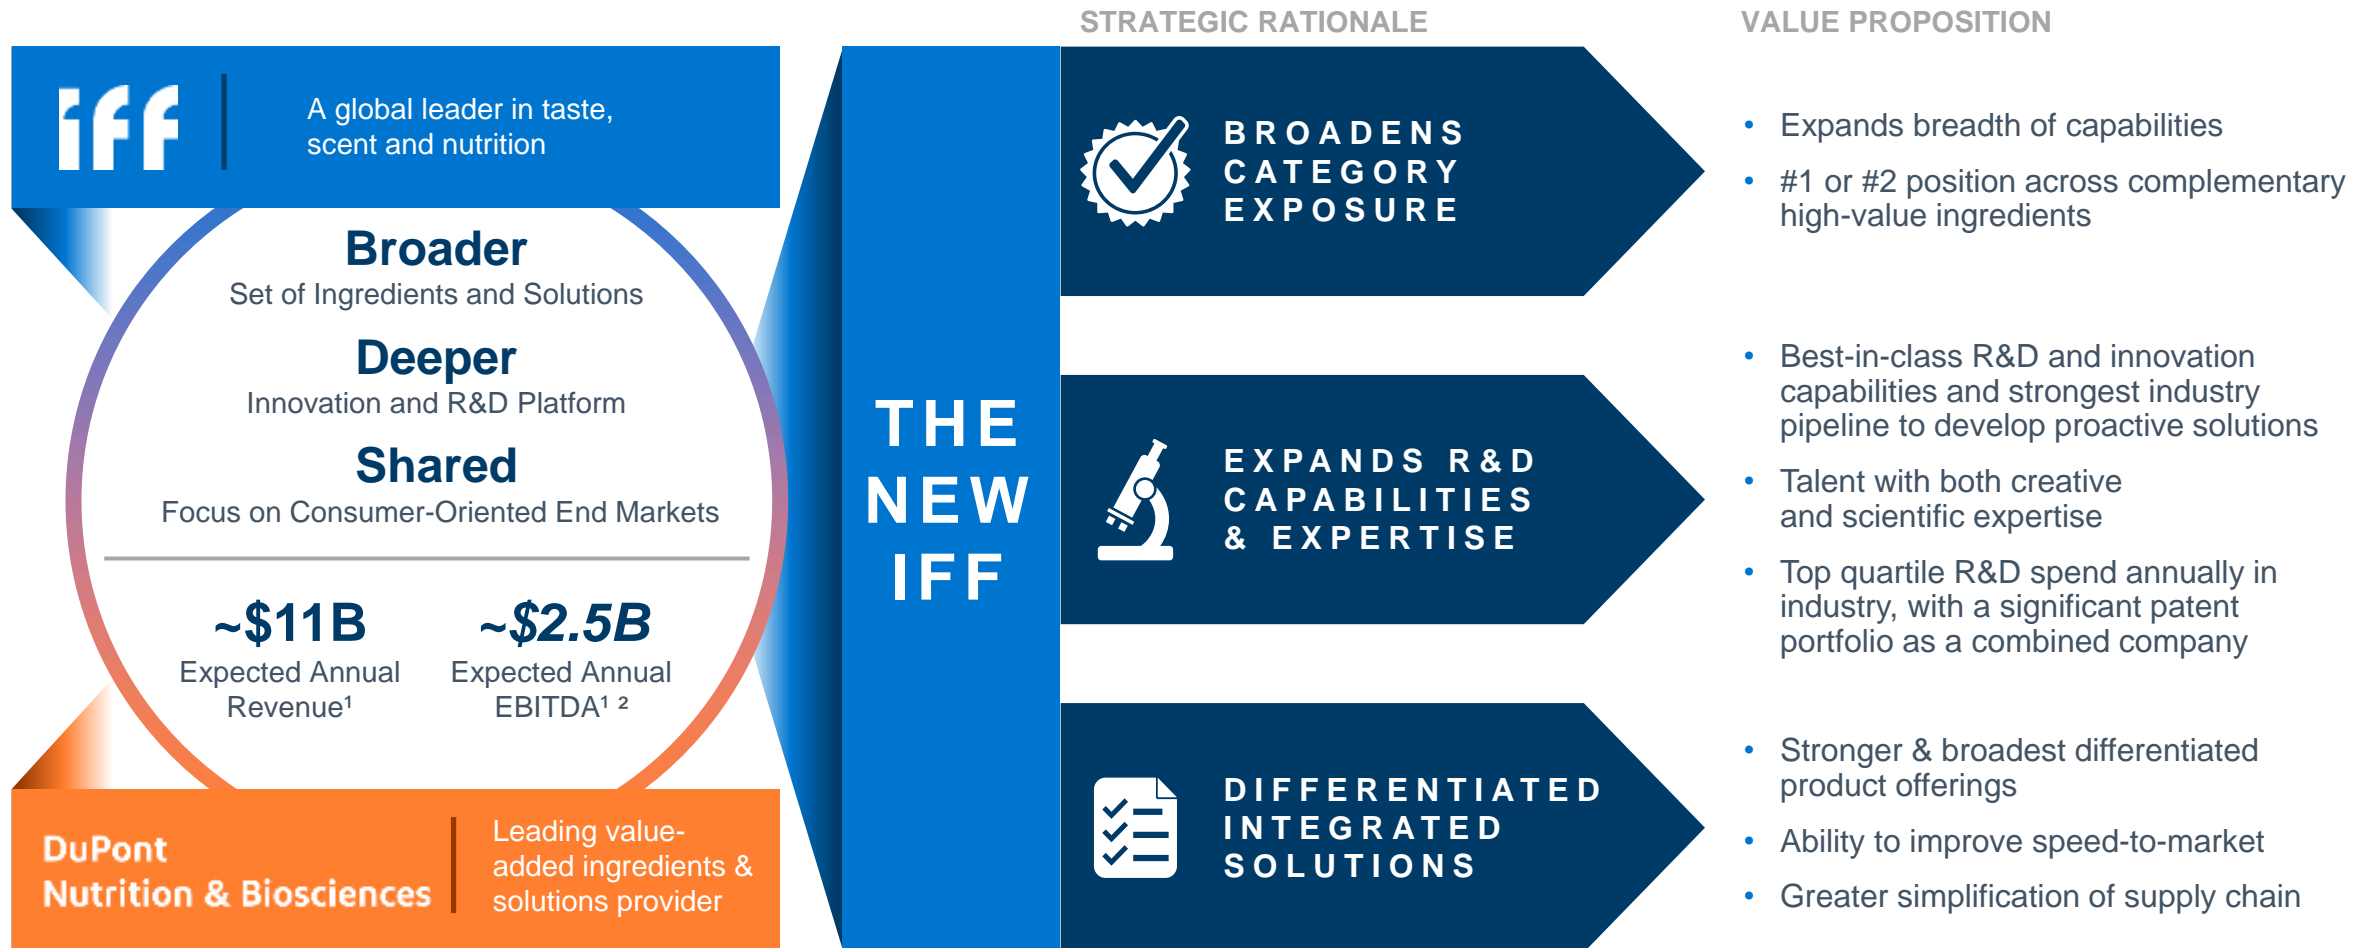 STRATEGIC RATIONALE
VALUE PROPOSITION
iff
A global leader in taste,
scent and nutrition
Broader
Set of Ingredients and Solutions
Deeper
Innovation and R&D Platform
Shared
Focus on Consumer-Oriented End Markets
~$11B
Expected Annual
Revenue¹
~$2.5B
Expected Annual
EBITDA¹ ²
DuPont
Nutrition & Biosciences
Leading value-
added ingredients &
solutions provider
THE
NEW
IFF
BROADENS
CATEGORY
EXPOSURE
• Expands breadth of capabilities
• #1 or #2 position across complementary
high-value ingredients
EXPANDS R&D
CAPABILITIES
& EXPERTISE
• Best-in-class R&D and innovation
capabilities and strongest industry
pipeline to develop proactive solutions
• Talent with both creative
and scientific expertise
• Top quartile R&D spend annually in
industry, with a significant patent
portfolio as a combined company
DIFFERENTIATED
INTEGRATED
SOLUTIONS
• Stronger & broadest differentiated
product offerings
• Ability to improve speed-to-market
• Greater simplification of supply chain